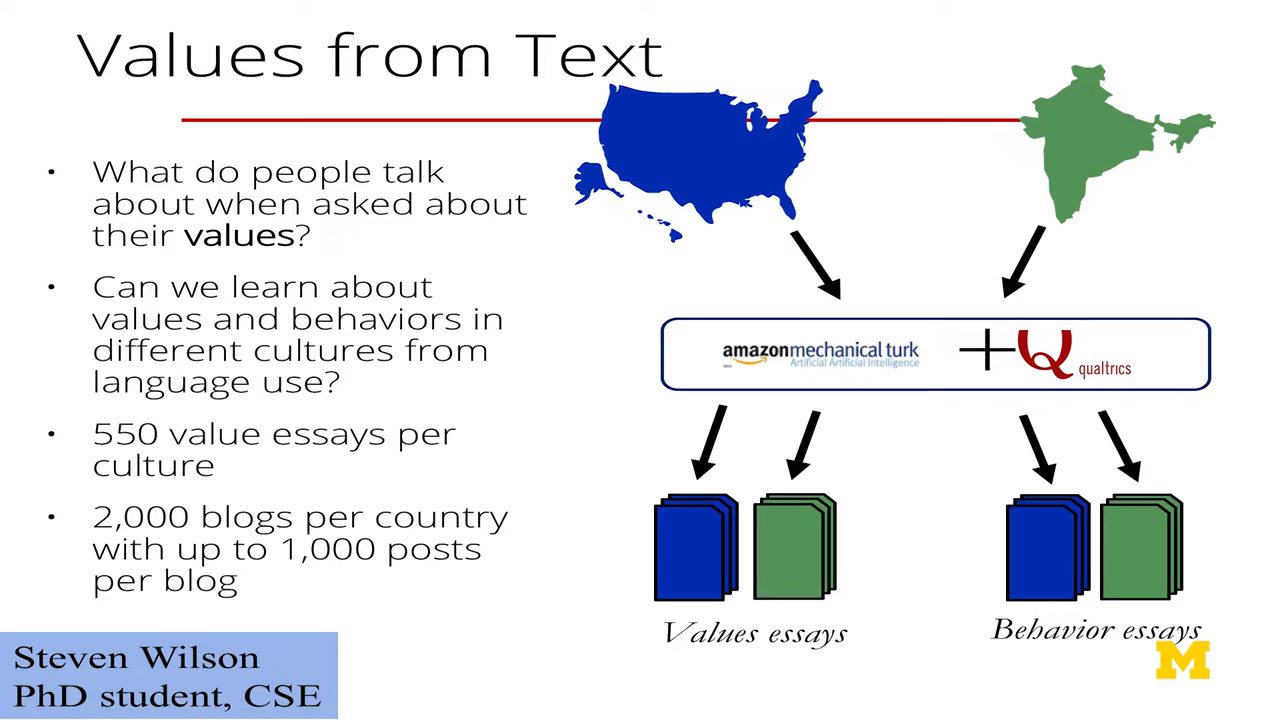 Values from Text
• What do people talk
about when asked about
their values?
• Can we learn about
values and behaviors in
different cultures from
language use?
• 550 value essays per
culture
• 2,000 blogs per country
with up to 1,000 posts
per blog
amazonmechanical turk
Artificial Artificial Intelligence
+
Q
qualtrics
Values essays
Behavior essays
M
Steven Wilson
PhD student, CSE